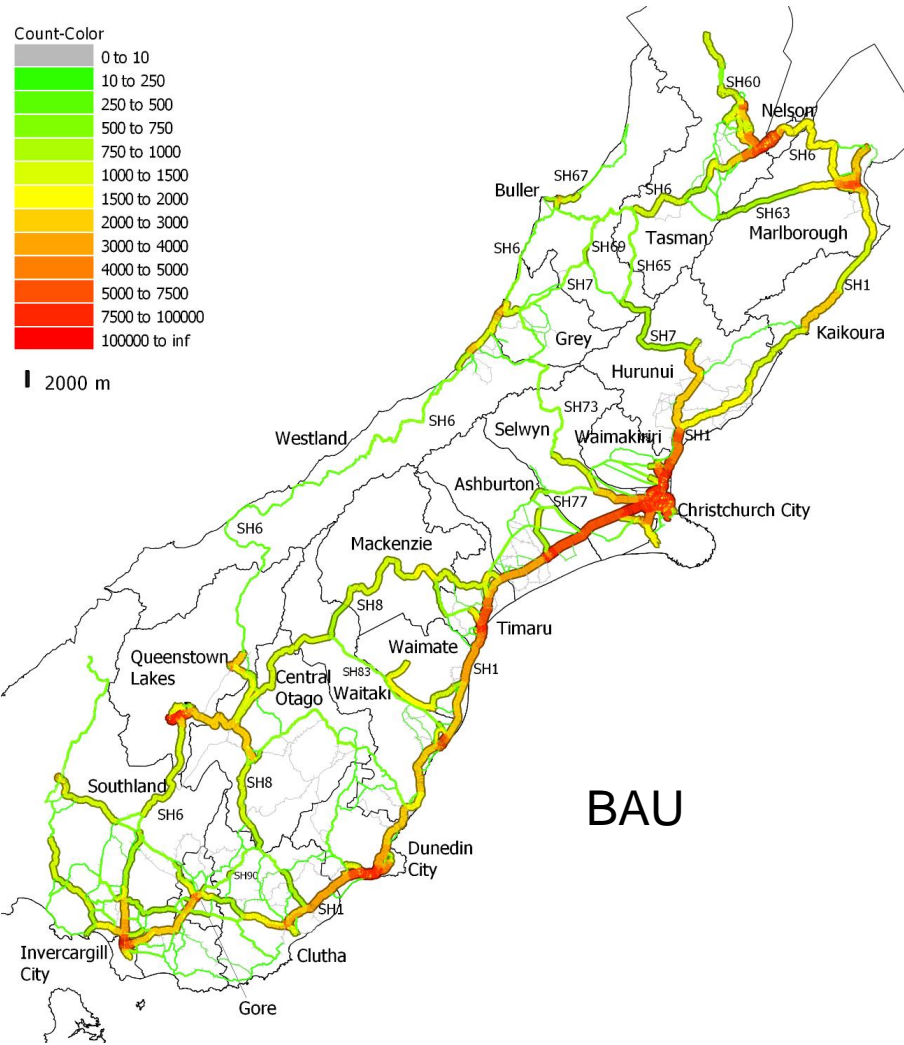 Count-Color
0 to 10
10 to 250
250 to 500
500 to 750
750 to 1000
1000 to 1500
1500 to 2000
2000 to 3000
3000 to 4000
4000 to 5000
5000 to 7500
7500 to 100000
100000 to inf
2000 m
SH60
Nelson
SH6
SH67
Buller
SH6
SH63
Tasman
Marlborough
SH6
SH69
SH65
SH7
SH1
Kaikoura
Grey
SH7
Hurunui
SH73
SH6
Westland
Selwyn
Waimakiriri
SH1
Ashburton
SH77
Christchurch City
SH6
Mackenzie
SH8
Timaru
Waimate
Queenstown
Lakes
Central
Otago
SH83
Waitaki
SH1
Southland
SH6
SH8
BAU
Dunedin
City
SH90
SH1
Invercargill
City
Clutha
Gore